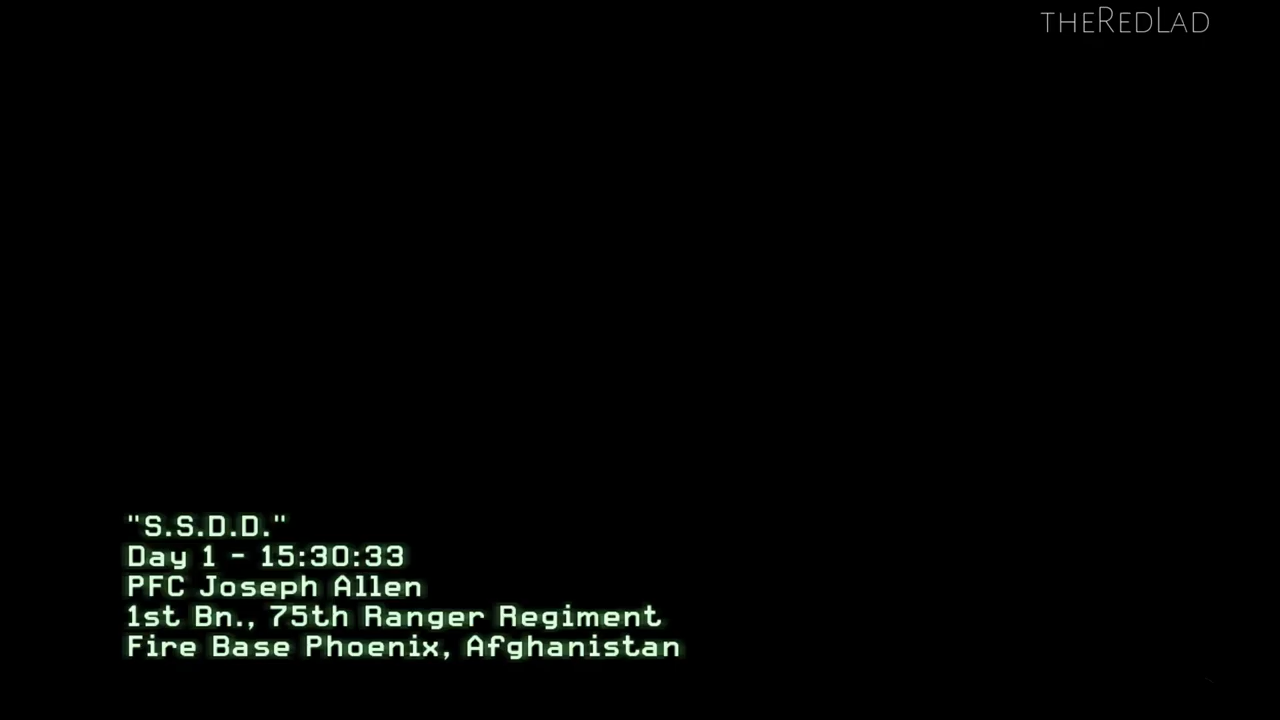 THEREDLAD
"S.S.D.D."
Day 1 - 15:30:33
PFC Joseph Allen
1st Bn., 75th Ranger Regiment
Fire Base Phoenix, Afghanistan